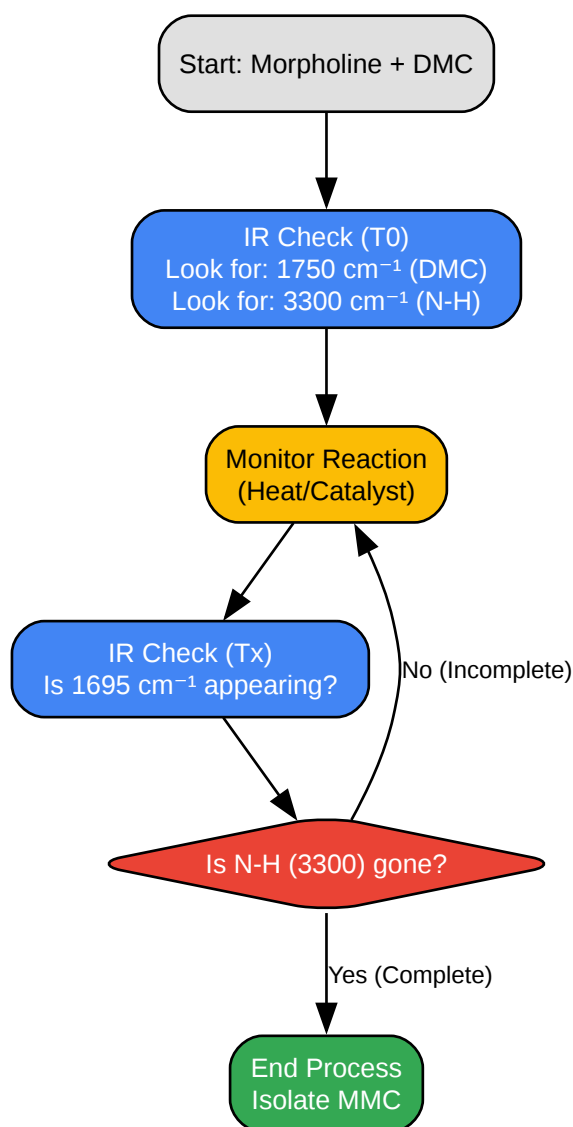 Start: Morpholine + DMC
IR Check (T0)
Look for: 1750 cm⁻¹ (DMC)
Look for: 3300 cm⁻¹ (N-H)
Monitor Reaction
(Heat/Catalyst)
IR Check (Tx)
Is 1695 cm⁻¹ appearing?
No (Incomplete)
Is N-H (3300) gone?
Yes (Complete)
End Process
Isolate MMC